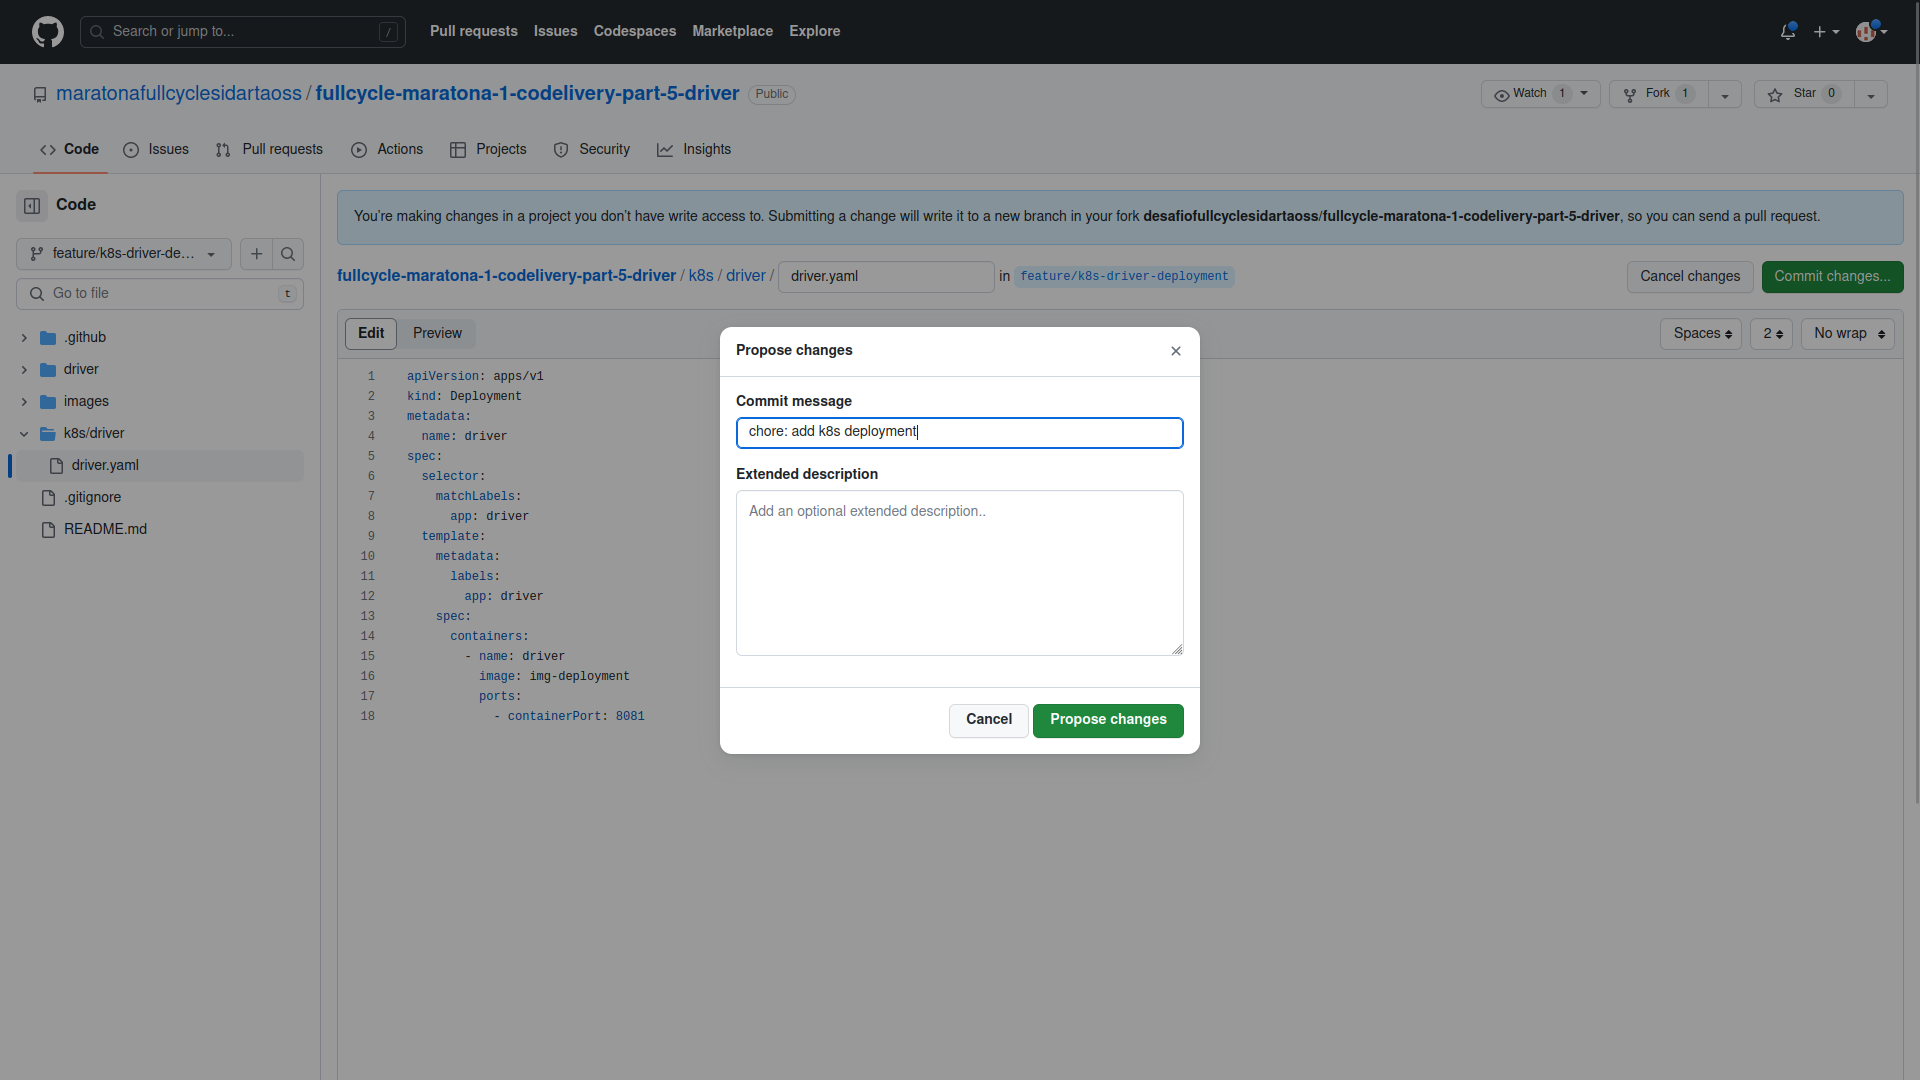 Search or jump to...
/
Pull requests
Issues
Codespaces
Marketplace
Explore
maratonafullcyclesidartaoss / fullcycle-maratona-1-codelivery-part-5-driver
Public
Watch 1
Fork 1
Star 0
Code
Issues
Pull requests
Actions
Projects
Security
Insights
Code
feature/k8s-driver-de...
Go to file
t
.github
driver
images
k8s/driver
driver.yaml
.gitignore
README.md
You're making changes in a project you don't have write access to. Submitting a change will write it to a new branch in your fork desafiofullcyclesidartaoss/fullcycle-maratona-1-codelivery-part-5-driver, so you can send a pull request.
fullcycle-maratona-1-codelivery-part-5-driver / k8s / driver / driver.yaml in feature/k8s-driver-deployment
Cancel changes
Commit changes...
Edit
Preview
Spaces
2
No wrap
1 apiVersion: apps/v1
2 kind: Deployment
3 metadata:
4 name: driver
5 spec:
6 selector:
7 matchLabels:
8 app: driver
9 template:
10 metadata:
11 labels:
12 app: driver
13 spec:
14 containers:
15 - name: driver
16 image: img-deployment
17 ports:
18 - containerPort: 8081
Propose changes
Commit message
chore: add k8s deployment
Extended description
Add an optional extended description..
Cancel
Propose changes